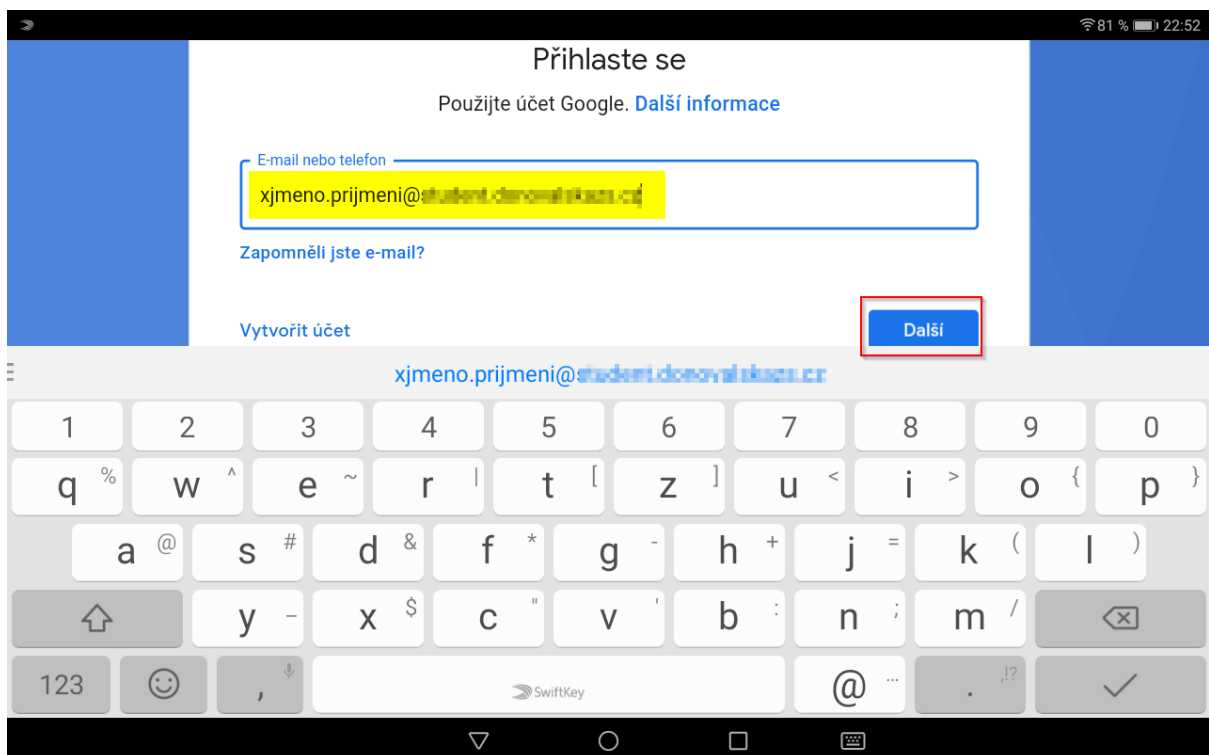 81 % 22:52
Přihlaste se
Použijte účet Google. Další informace
E-mail nebo telefon
xjmeno.prijmeni@
Zapomněli jste e-mail?
Vytvořit účet Další
xjmeno.prijmeni@
1 2 3 4 5 6 7 8 9 0
q % w ^ e ~ r | t [ z ] u < i > o { p }
a @ s # d & f * g - h + j = k ( l )
y _ x $ c " v ' b : n ; m /
123 , SwiftKey @ ... . ,!?